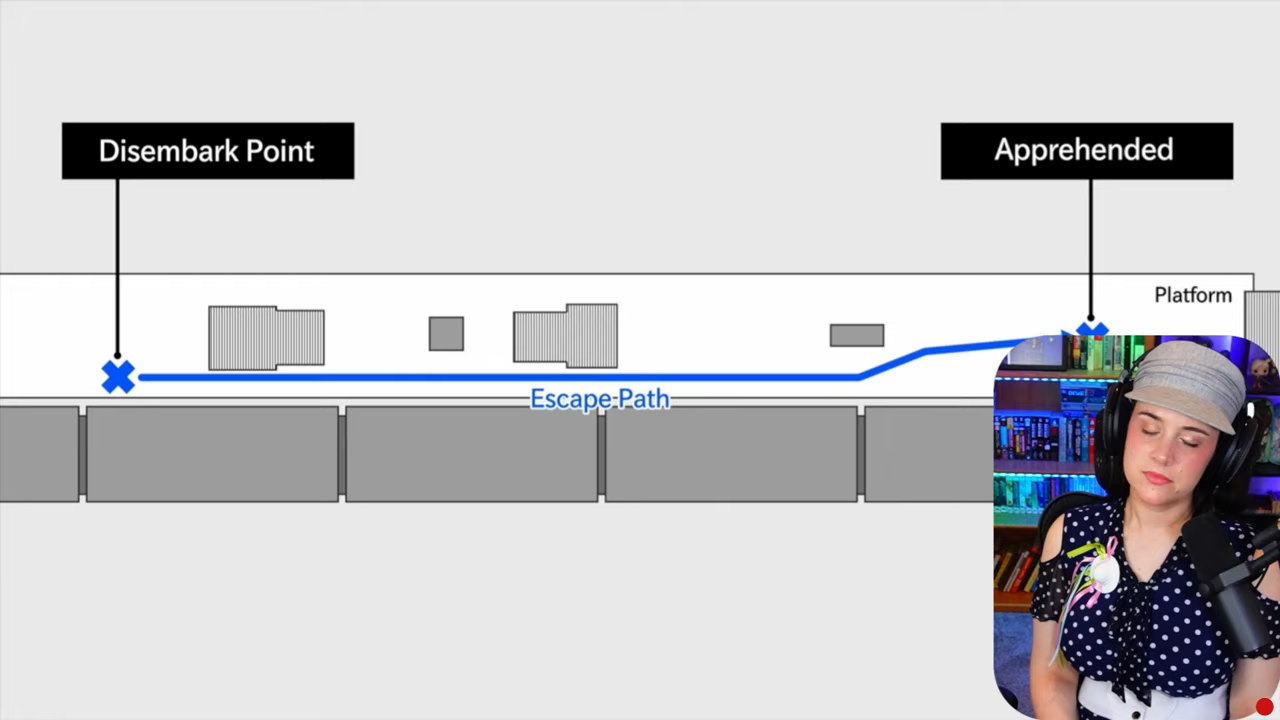 Disembark Point
Apprehended
Platform
Escape Path